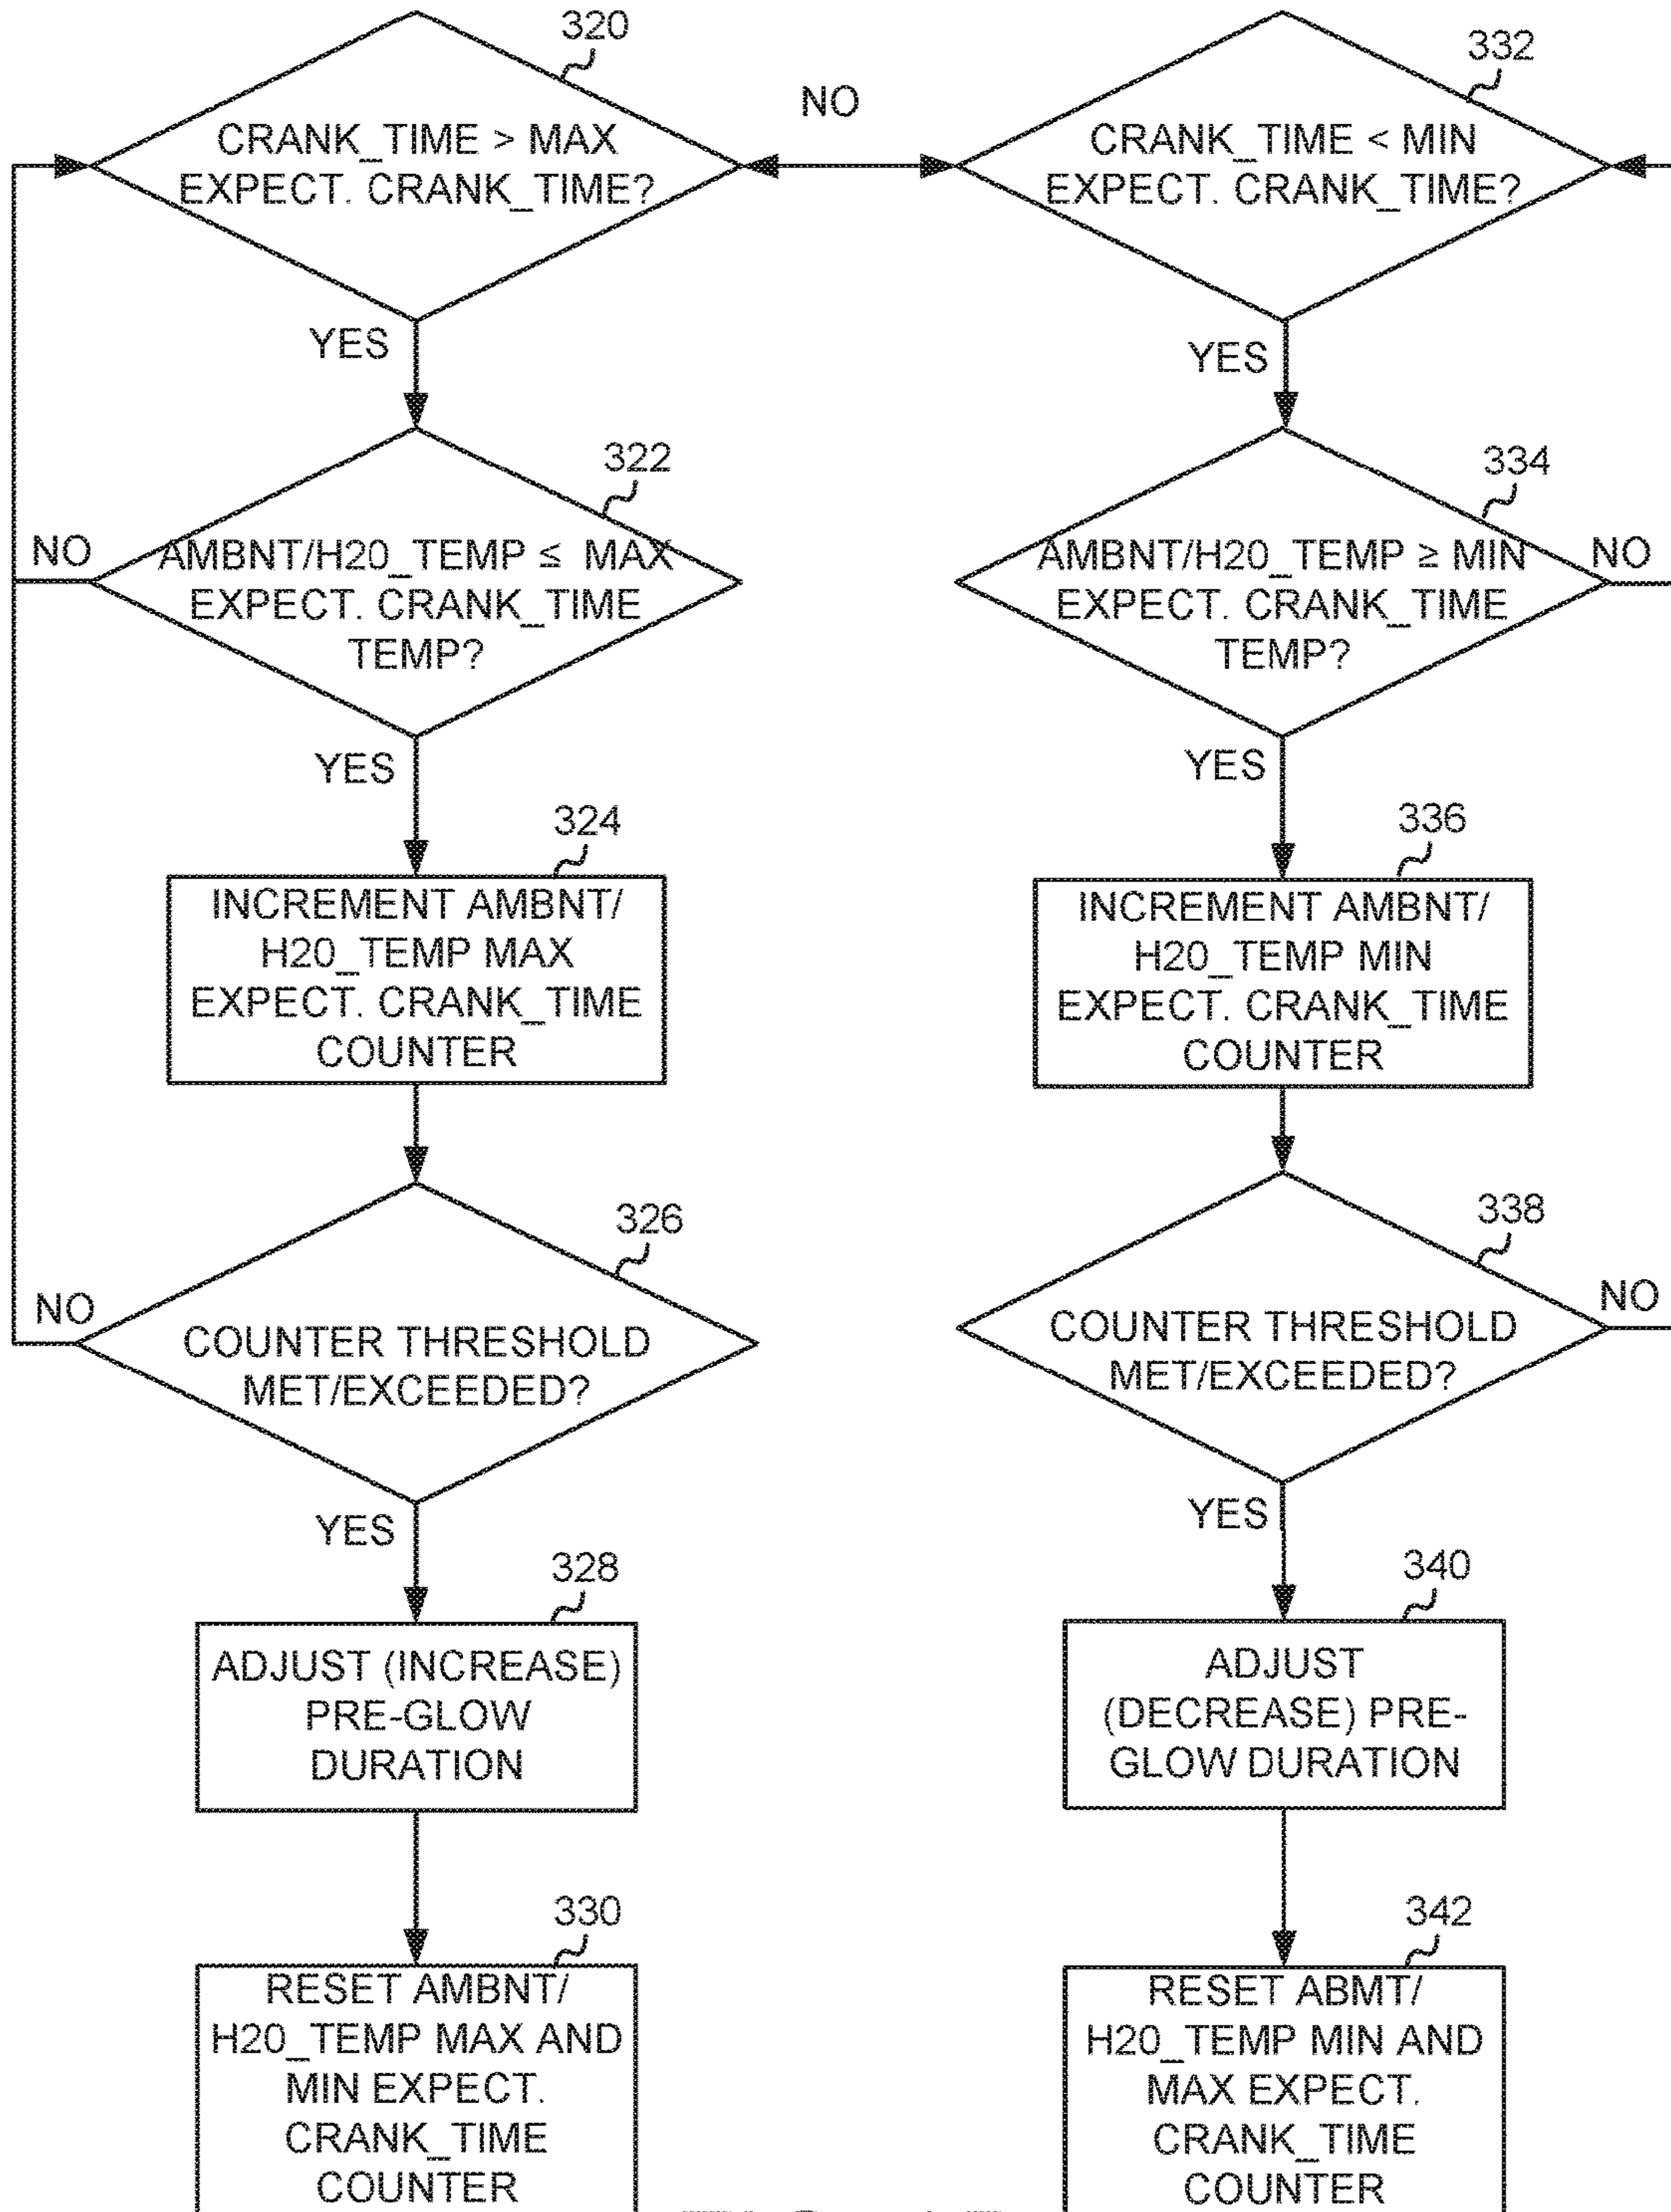 320
CRANK_TIME > MAX
EXPECT. CRANK_TIME?
NO
332
CRANK_TIME < MIN
EXPECT. CRANK_TIME?
YES
YES
322
NO
AMBNT/H20_TEMP ≤ MAX
EXPECT. CRANK_TIME
TEMP?
334
AMBNT/H20_TEMP ≥ MIN
EXPECT. CRANK_TIME
TEMP?
NO
YES
YES
324
INCREMENT AMBNT/
H20_TEMP MAX
EXPECT. CRANK_TIME
COUNTER
336
INCREMENT AMBNT/
H20_TEMP MIN
EXPECT. CRANK_TIME
COUNTER
326
NO
COUNTER THRESHOLD
MET/EXCEEDED?
338
NO
COUNTER THRESHOLD
MET/EXCEEDED?
YES
YES
328
ADJUST (INCREASE)
PRE-GLOW
DURATION
340
ADJUST
(DECREASE) PRE-
GLOW DURATION
330
RESET AMBNT/
H20_TEMP MAX AND
MIN EXPECT.
CRANK_TIME
COUNTER
342
RESET ABMT/
H20_TEMP MIN AND
MAX EXPECT.
CRANK_TIME
COUNTER